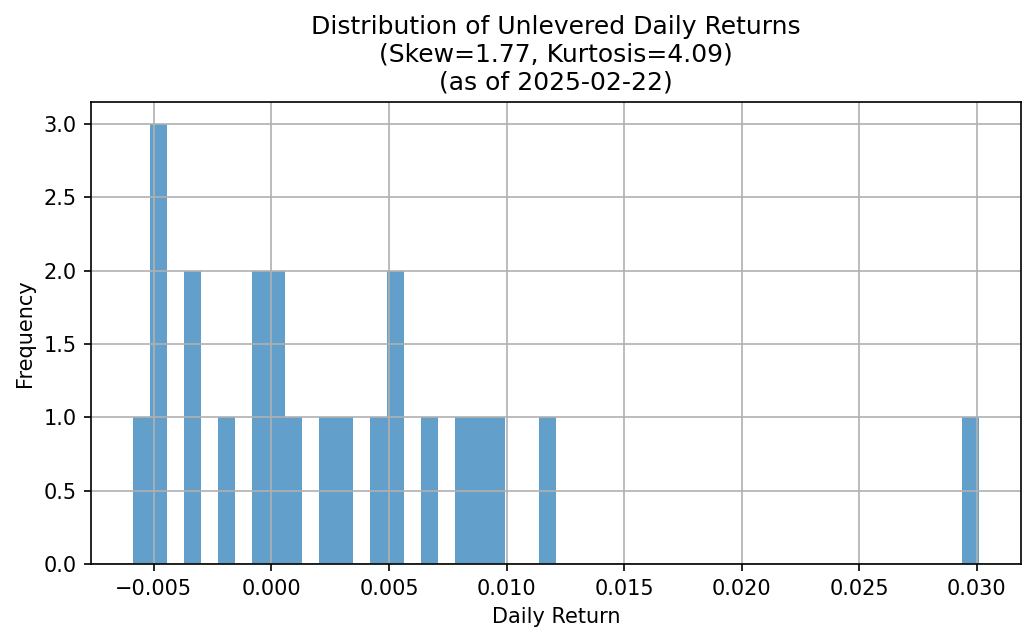 Distribution of Unlevered Daily Returns
(Skew=1.77, Kurtosis=4.09)
(as of 2025-02-22)
3.0
2.5
2.0
1.5
1.0
0.5
0.0
Frequency
−0.005 0.000 0.005 0.010 0.015 0.020 0.025 0.030
Daily Return